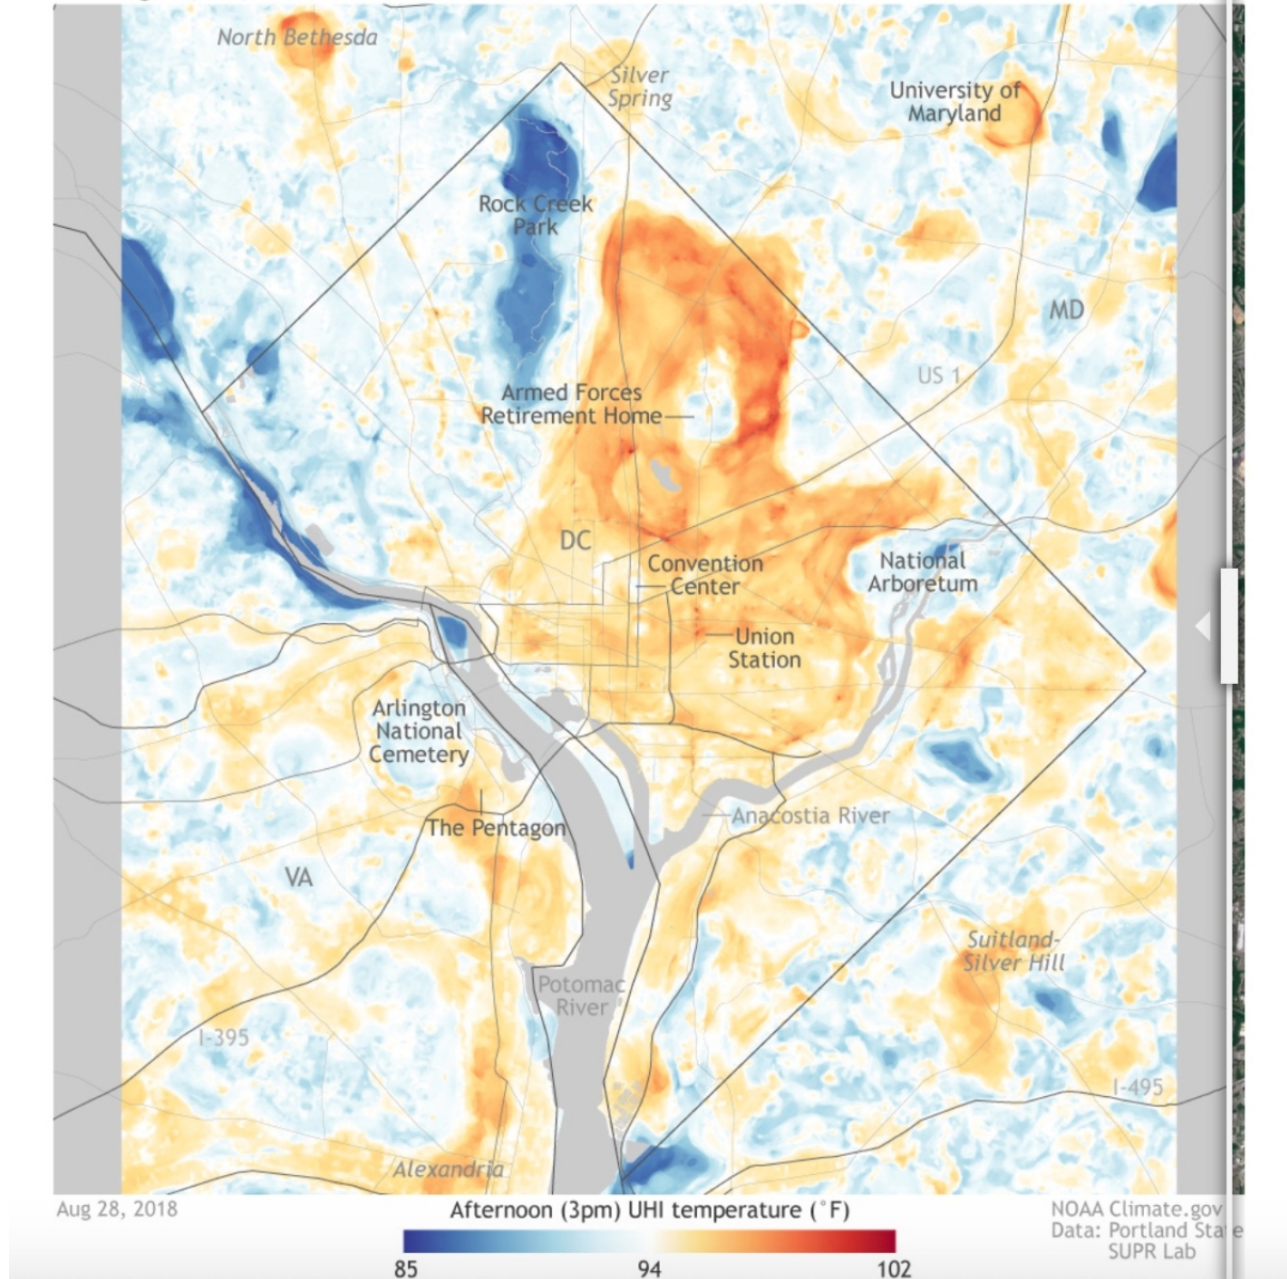 North Bethesda
Silver
Spring
University of
Maryland
Rock Creek
Park
MD
US 1
Armed Forces
Retirement Home
DC
Convention
Center
National
Arboretum
Union
Station
Arlington
National
Cemetery
The Pentagon
Anacostia River
VA
Suitland-
Silver Hill
Potomac
River
I-395
I-495
Alexandria
Aug 28, 2018
Afternoon (3pm) UHI temperature (°F)
85
94
102
NOAA Climate.gov
Data: Portland State
SUPR Lab